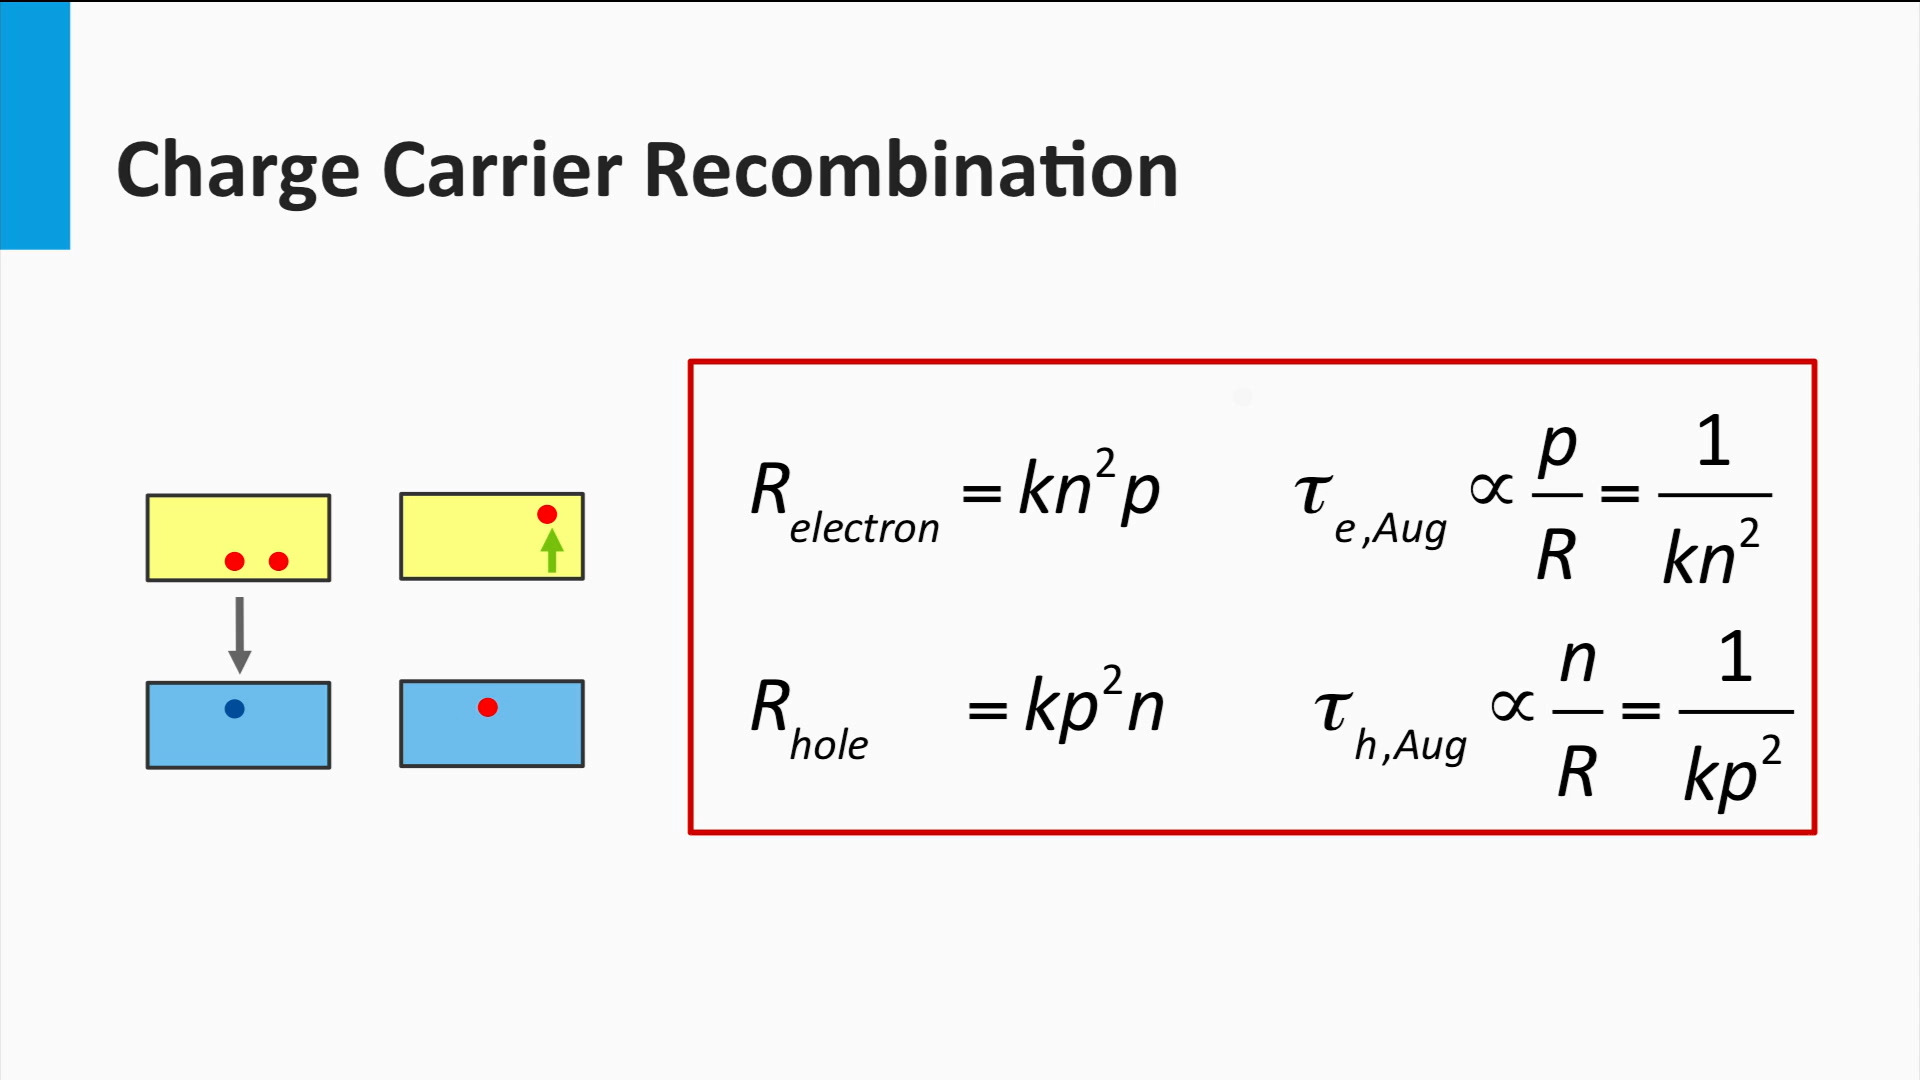 Charge Carrier Recombination
R_electron = kn²p    τ_e,Aug ∝ p/R = 1/kn²
R_hole = kp²n    τ_h,Aug ∝ n/R = 1/kp²